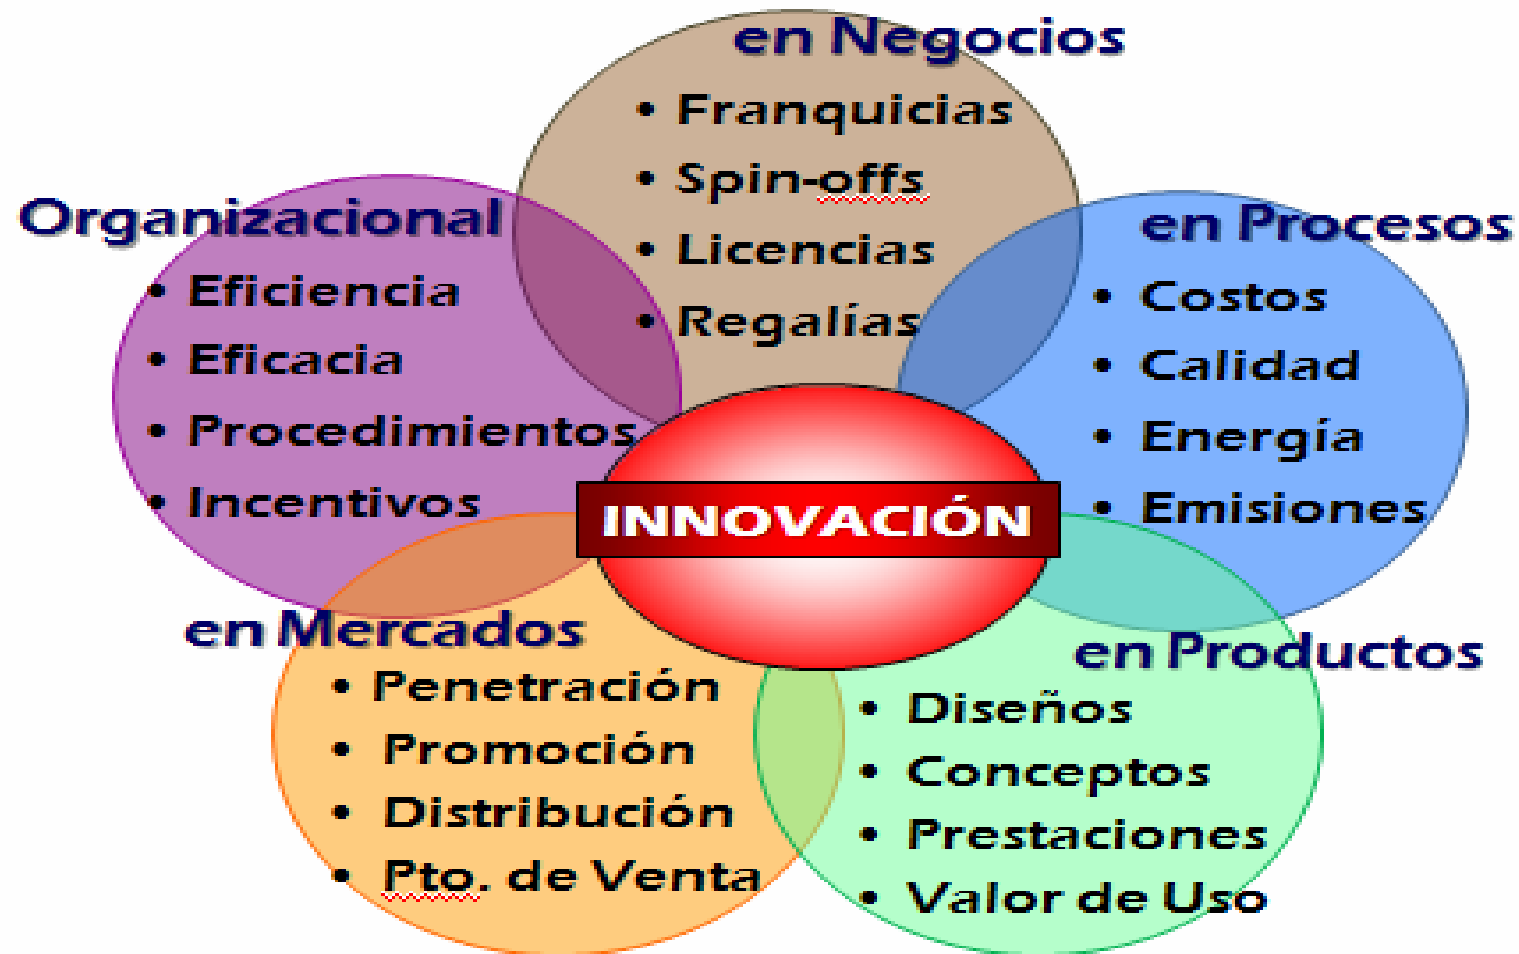 en Negocios
• Franquicias
• Spin-offs
• Licencias
• Regalías
Organizacional
• Eficiencia
• Eficacia
• Procedimientos
• Incentivos
en Procesos
• Costos
• Calidad
• Energía
• Emisiones
INNOVACIÓN
en Mercados
• Penetración
• Promoción
• Distribución
• Pto. de Venta
en Productos
• Diseños
• Conceptos
• Prestaciones
• Valor de Uso